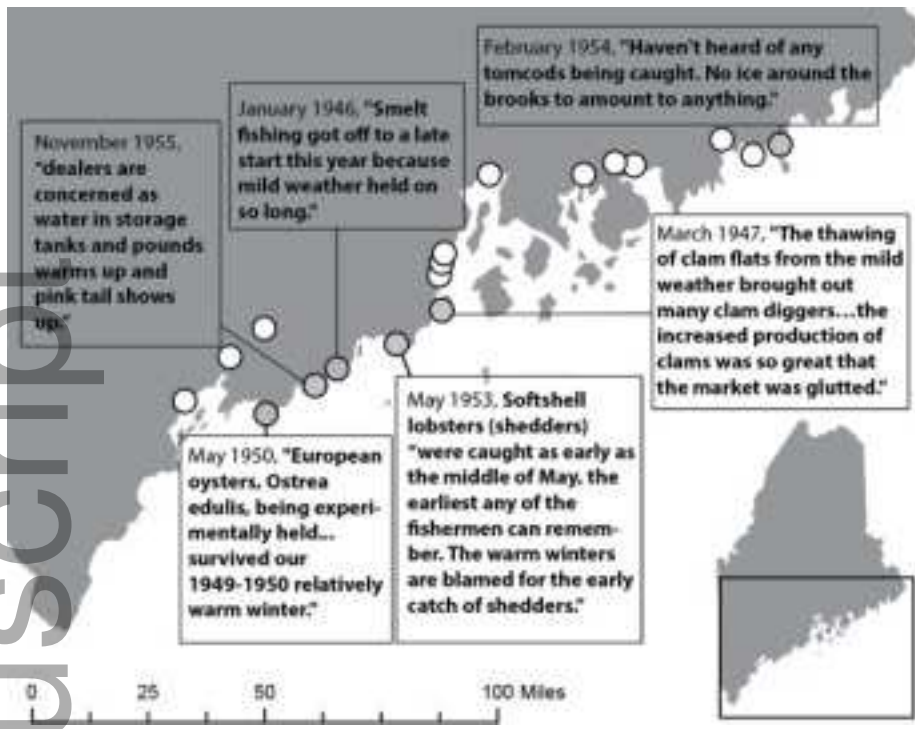 February 1954, "Haven't heard of any
tomcods being caught. No ice around the
brooks to amount to anything."
January 1946, "Smelt
fishing got off to a late
start this year because
mild weather held on
so long."
November 1955,
"dealers are
concerned as
water in storage
tanks and pounds
warms up and
pink tail shows
up."
March 1947, "The thawing
of clam flats from the mild
weather brought out
many clam diggers...the
increased production of
clams was so great that
the market was glutted."
May 1953, Softshell
lobsters (shedders)
"were caught as early as
the middle of May, the
earliest any of the
fishermen can remem-
ber. The warm winters
are blamed for the early
catch of shedders."
May 1950, "European
oysters, Ostrea
edulis, being experi-
mentally held...
survived our
1949-1950 relatively
warm winter."
0 25 50 100 Miles
uscript